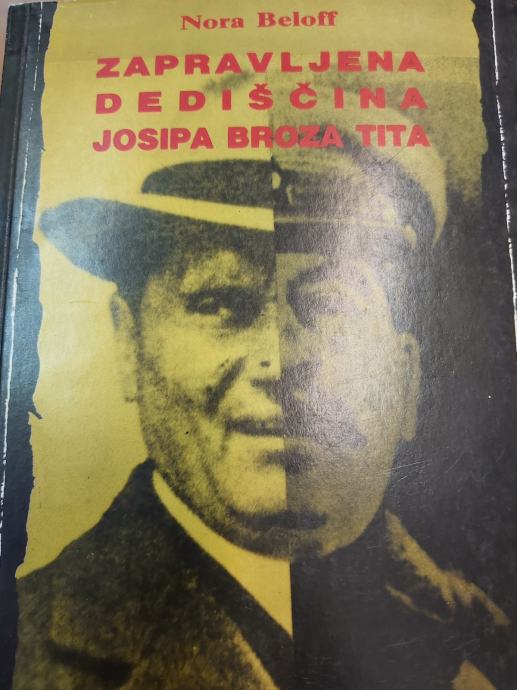 Nora Beloff
ZAPRAVLJENA
DEDIŠČINA
JOSIPA BROZA TITA